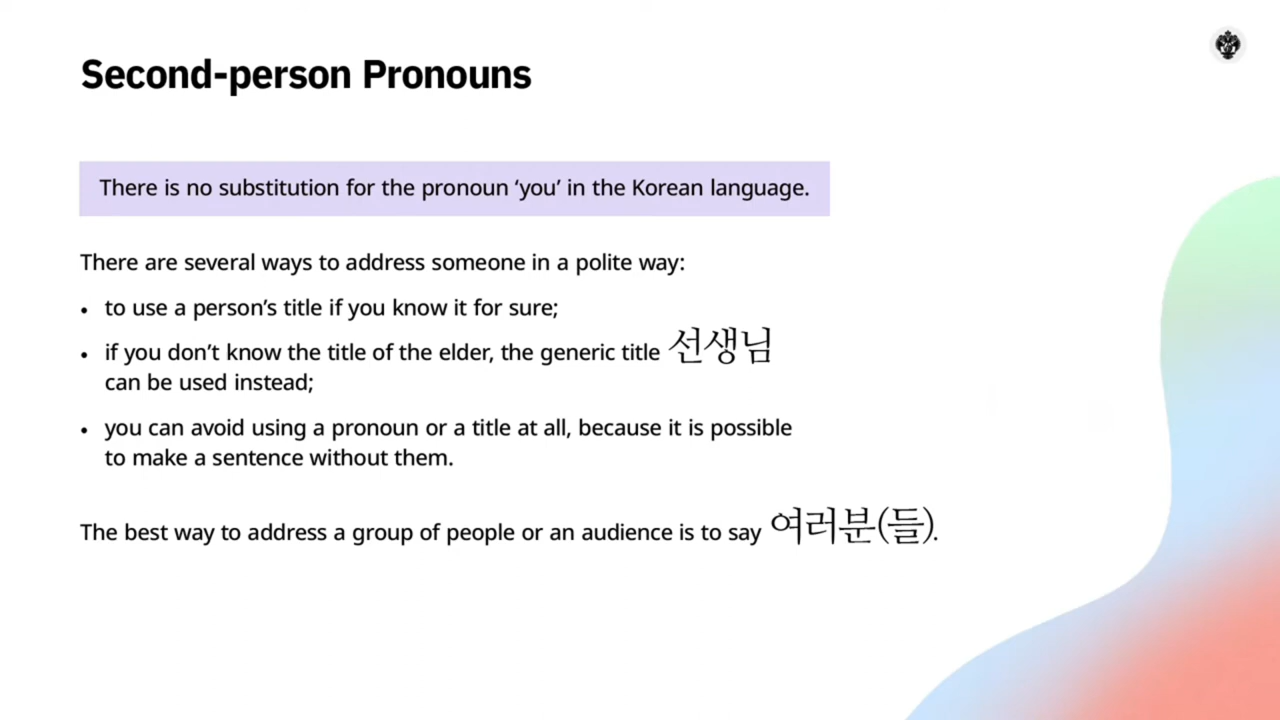 Second-person Pronouns
There is no substitution for the pronoun ‘you’ in the Korean language.
There are several ways to address someone in a polite way:
• to use a person’s title if you know it for sure;
• if you don’t know the title of the elder, the generic title 선생님
can be used instead;
• you can avoid using a pronoun or a title at all, because it is possible
to make a sentence without them.
The best way to address a group of people or an audience is to say 여러분(들).